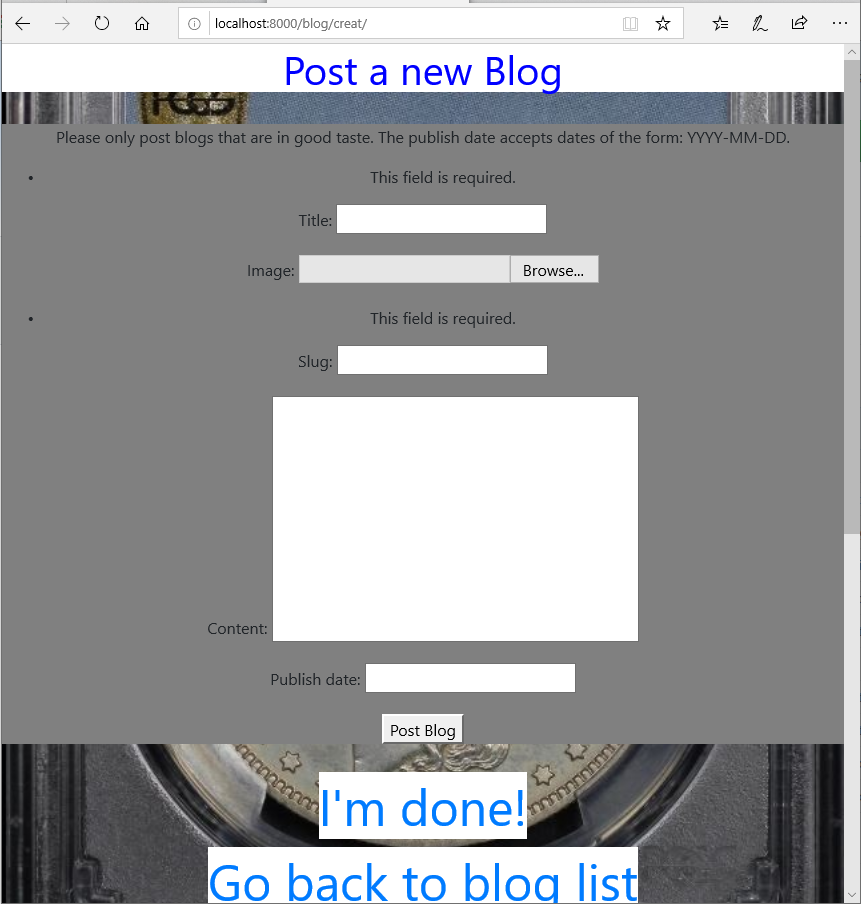 localhost:8000/blog/creat/
Post a new Blog
PCGS
Please only post blogs that are in good taste. The publish date accepts dates of the form: YYYY-MM-DD.
• This field is required.
Title:
Image: Browse...
• This field is required.
Slug:
Content:
Publish date:
Post Blog
I'm done!
Go back to blog list